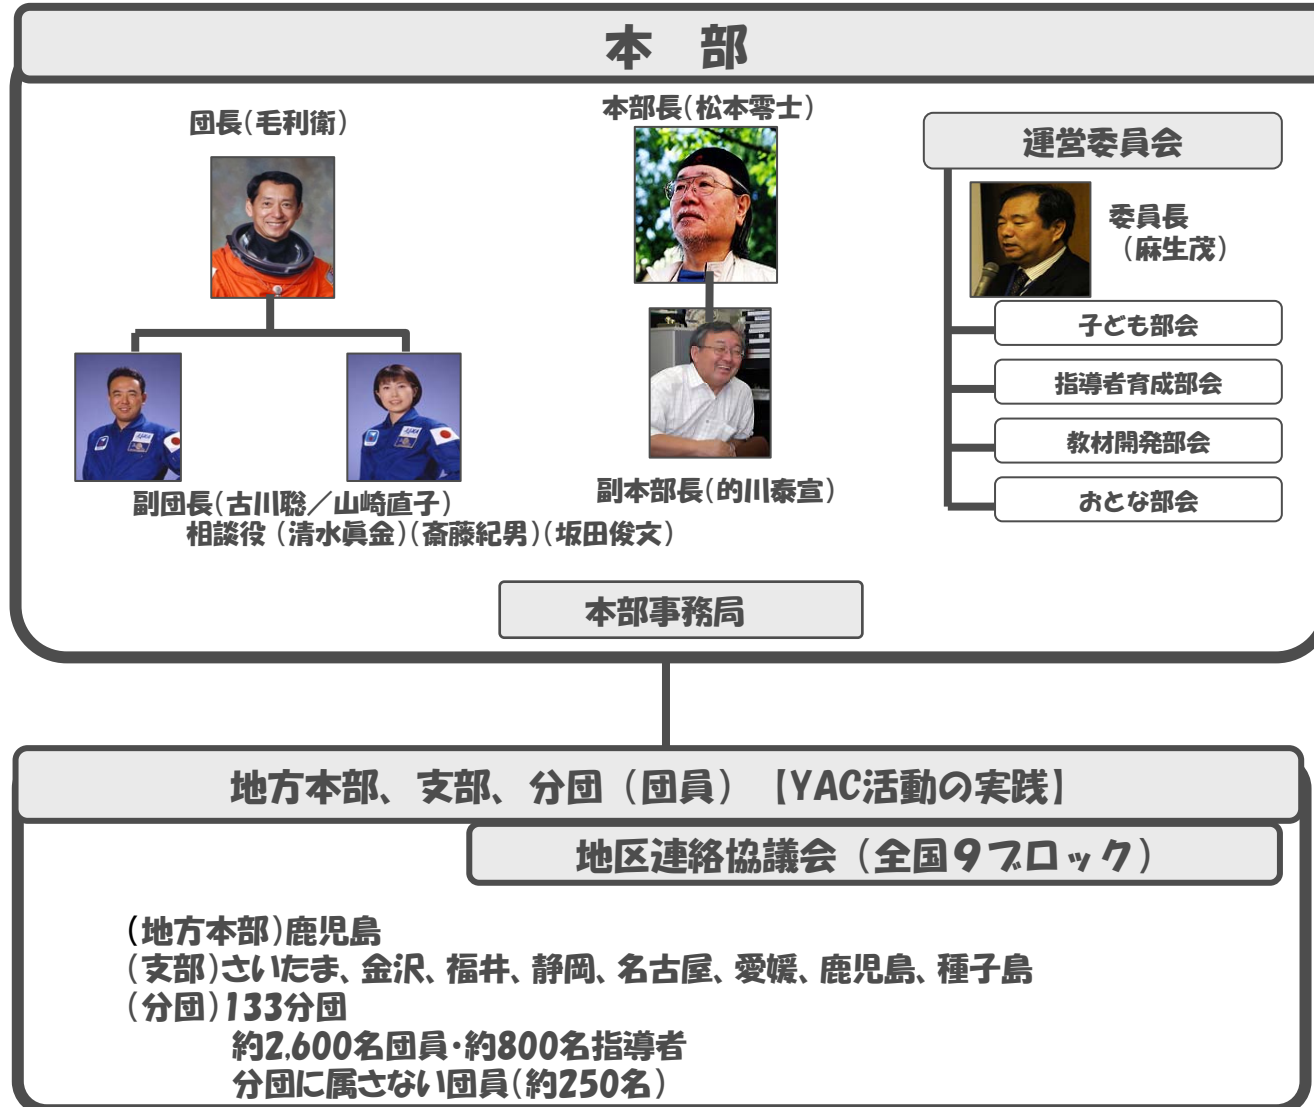 本 部
団長(毛利衛)
本部長(松本零士)
運営委員会
委員長
(麻生茂)
子ども部会
指導者育成部会
教材開発部会
おとな部会
副団長(古川聡/山崎直子)
相談役 (清水眞金)(斎藤紀男)(坂田俊文)
副本部長(的川泰宣)
本部事務局
地方本部、支部、分団(団員)【YAC活動の実践】
地区連絡協議会(全国9ブロック)
(地方本部)鹿児島
(支部)さいたま、金沢、福井、静岡、名古屋、愛媛、鹿児島、種子島
(分団)133分団
約2,600名団員・約800名指導者
分団に属さない団員(約250名)